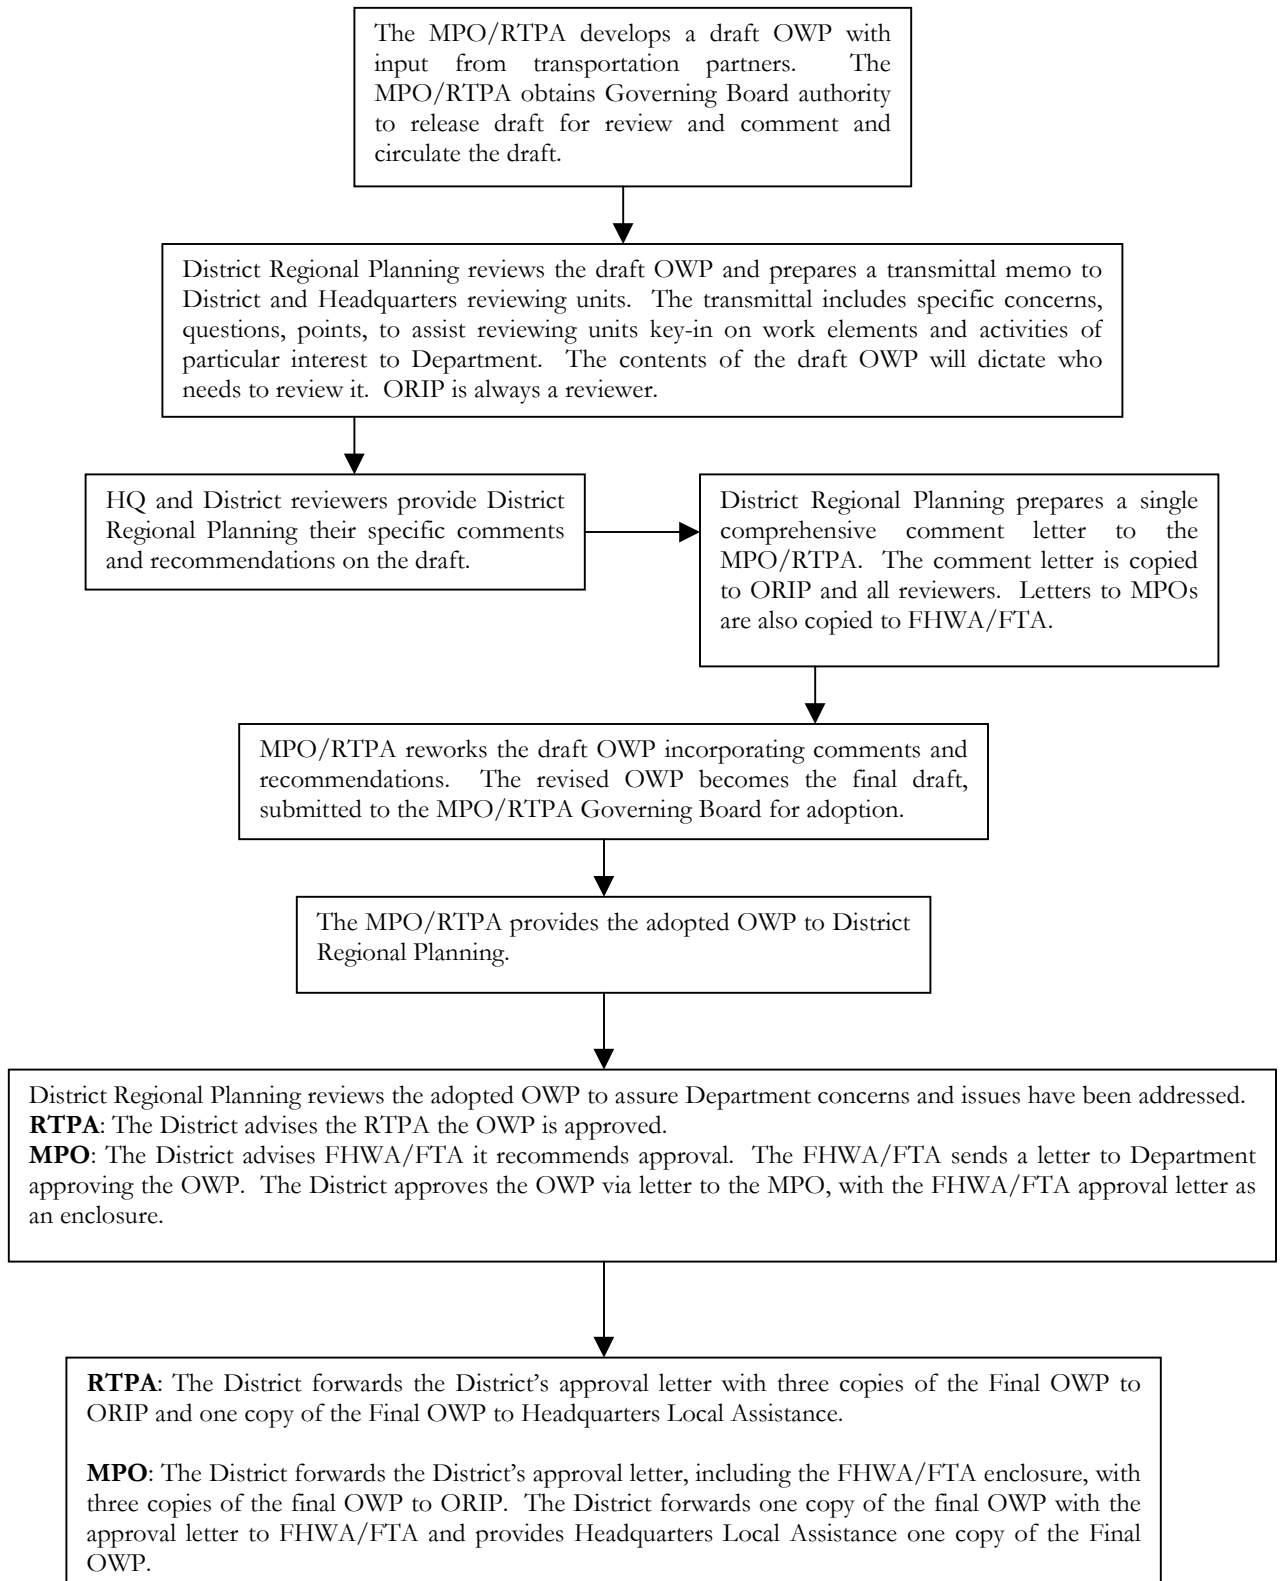 The MPO/RTPA develops a draft OWP with
input from transportation partners. The
MPO/RTPA obtains Governing Board authority
to release draft for review and comment and
circulate the draft.
District Regional Planning reviews the draft OWP and prepares a transmittal memo to
District and Headquarters reviewing units. The transmittal includes specific concerns,
questions, points, to assist reviewing units key-in on work elements and activities of
particular interest to Department. The contents of the draft OWP will dictate who
needs to review it. ORIP is always a reviewer.
HQ and District reviewers provide District
Regional Planning their specific comments
and recommendations on the draft.
District Regional Planning prepares a single
comprehensive comment letter to the
MPO/RTPA. The comment letter is copied
to ORIP and all reviewers. Letters to MPOs
are also copied to FHWA/FTA.
MPO/RTPA reworks the draft OWP incorporating comments and
recommendations. The revised OWP becomes the final draft,
submitted to the MPO/RTPA Governing Board for adoption.
The MPO/RTPA provides the adopted OWP to District
Regional Planning.
District Regional Planning reviews the adopted OWP to assure Department concerns and issues have been addressed.
RTPA: The District advises the RTPA the OWP is approved.
MPO: The District advises FHWA/FTA it recommends approval. The FHWA/FTA sends a letter to Department
approving the OWP. The District approves the OWP via letter to the MPO, with the FHWA/FTA approval letter as
an enclosure.
RTPA: The District forwards the District's approval letter with three copies of the Final OWP to
ORIP and one copy of the Final OWP to Headquarters Local Assistance.
MPO: The District forwards the District's approval letter, including the FHWA/FTA enclosure, with
three copies of the final OWP to ORIP. The District forwards one copy of the final OWP with the
approval letter to FHWA/FTA and provides Headquarters Local Assistance one copy of the Final
OWP.